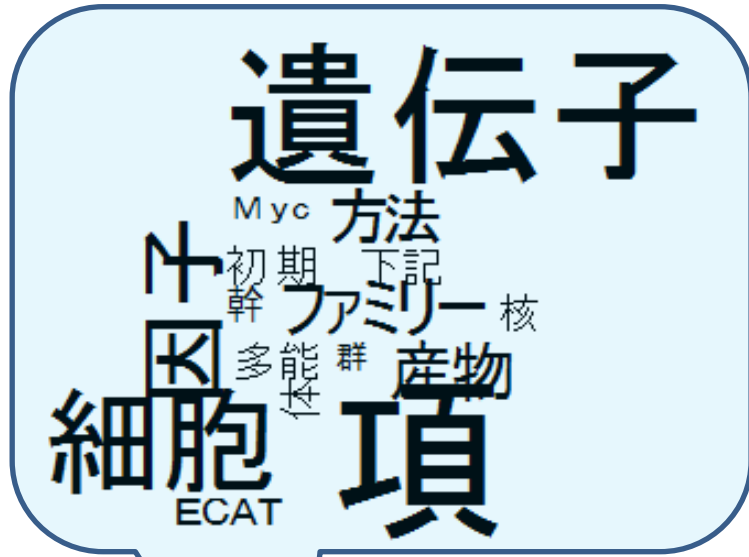 遺伝子
Myc
方法
因子
初期
下記
幹
ファミリー
核
多能
群
産物
体
細胞
項
ECAT